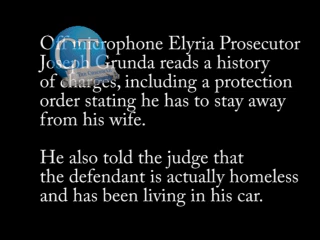 Off microphone Elyria Prosecutor
Joseph Grunda reads a history
of charges, including a protection
order stating he has to stay away
from his wife.
He also told the judge that
the defendant is actually homeless
and has been living in his car.